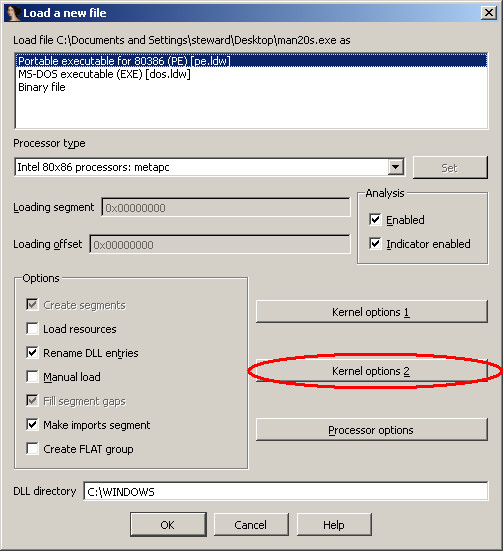 Load a new file
Load file C:\Documents and Settings\steward\Desktop\man20s.exe as
Portable executable for 80386 (PE) [pe.ldw]
MS-DOS executable (EXE) [dos.ldw]
Binary file
Processor type
Intel 80x86 processors: metapc
Set
Loading segment 0x00000000
Loading offset 0x00000000
Analysis
Enabled
Indicator enabled
Options
Create segments
Load resources
Rename DLL entries
Manual load
Fill segment gaps
Make imports segment
Create FLAT group
Kernel options 1
Kernel options 2
Processor options
DLL directory C:\WINDOWS
OK Cancel Help